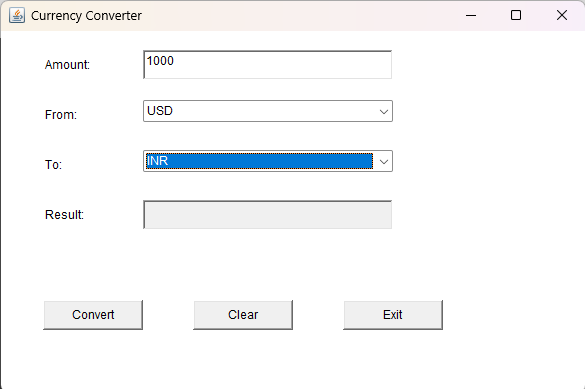 Currency Converter
Amount: 1000
From: USD
To: INR
Result:
Convert Clear Exit